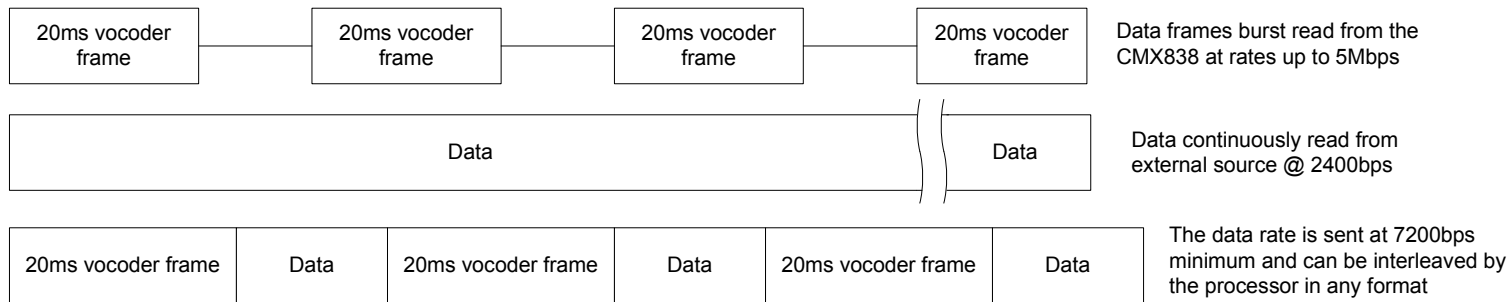 20ms vocoder
frame
20ms vocoder
frame
20ms vocoder
frame
20ms vocoder
frame
Data frames burst read from the
CMX838 at rates up to 5Mbps
Data
Data
Data continuously read from
external source @ 2400bps
20ms vocoder frame
Data
20ms vocoder frame
Data
20ms vocoder frame
Data
The data rate is sent at 7200bps
minimum and can be interleaved by
the processor in any format